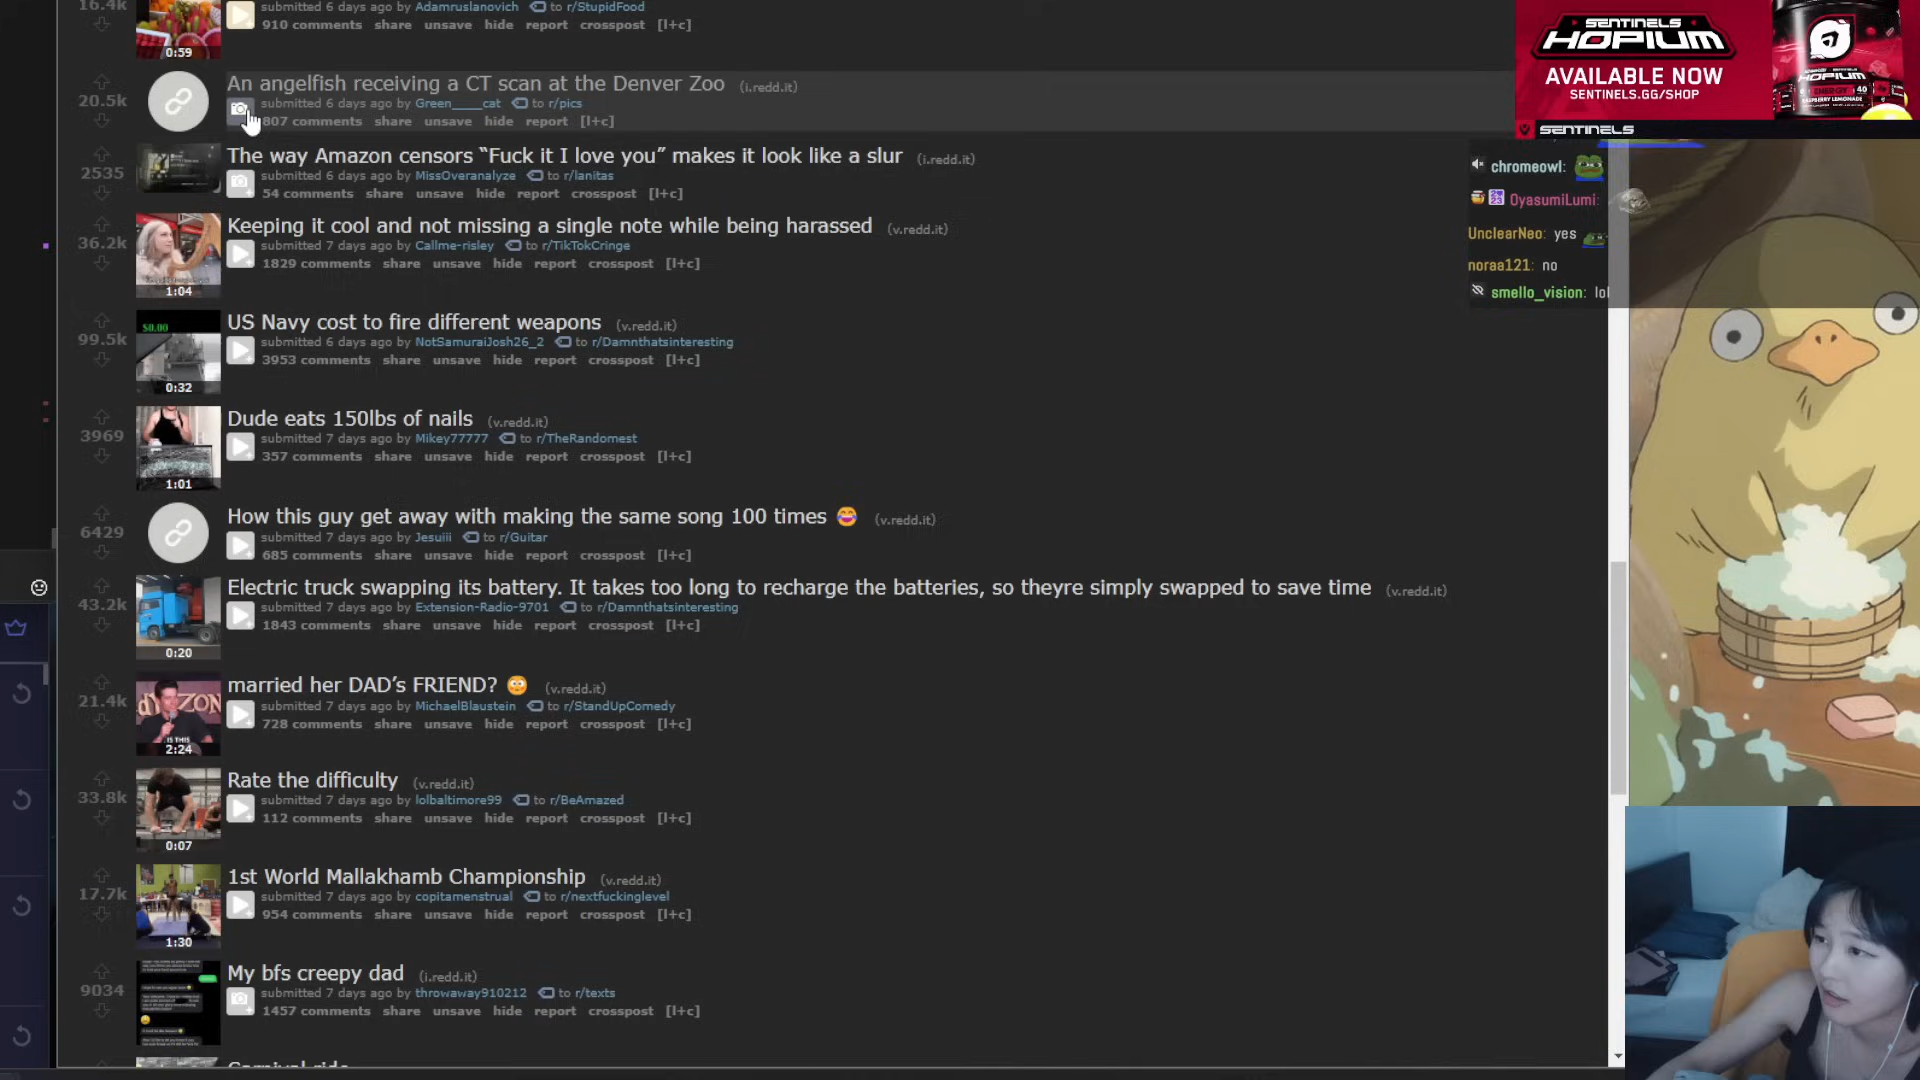 16.4k
submitted 6 days ago by Adamruslanovich to r/StupidFood
910 comments share unsave hide report crosspost [l+c]
0:59
An angelfish receiving a CT scan at the Denver Zoo (i.redd.it)
20.5k
submitted 6 days ago by Green____cat to r/pics
807 comments share unsave hide report [l+c]
The way Amazon censors “Fuck it I love you” makes it look like a slur (i.redd.it)
2535
submitted 6 days ago by MissOveranalyze to r/lanitas
54 comments share unsave hide report crosspost [l+c]
Keeping it cool and not missing a single note while being harassed (v.redd.it)
36.2k
submitted 7 days ago by Callme-risley to r/TikTokCringe
1829 comments share unsave hide report crosspost [l+c]
1:04
$0.00
US Navy cost to fire different weapons (v.redd.it)
99.5k
submitted 6 days ago by NotSamuraiJosh26_2 to r/Damnthatsinteresting
3953 comments share unsave hide report crosspost [l+c]
0:32
Dude eats 150lbs of nails (v.redd.it)
3969
submitted 7 days ago by Mikey77777 to r/TheRandomest
357 comments share unsave hide report crosspost [l+c]
1:01
How this guy get away with making the same song 100 times 😂 (v.redd.it)
6429
submitted 7 days ago by Jesuiii to r/Guitar
685 comments share unsave hide report crosspost [l+c]
Electric truck swapping its battery. It takes too long to recharge the batteries, so theyre simply swapped to save time (v.redd.it)
43.2k
submitted 7 days ago by Extension-Radio-9701 to r/Damnthatsinteresting
1843 comments share unsave hide report crosspost [l+c]
0:20
married her DAD’s FRIEND? 😳 (v.redd.it)
21.4k
submitted 7 days ago by MichaelBlaustein to r/StandUpComedy
728 comments share unsave hide report crosspost [l+c]
IS THIS
2:24
Rate the difficulty (v.redd.it)
33.8k
submitted 7 days ago by lolbaltimore99 to r/BeAmazed
112 comments share unsave hide report crosspost [l+c]
0:07
1st World Mallakhamb Championship (v.redd.it)
17.7k
submitted 7 days ago by copitamenstrual to r/nextfuckinglevel
954 comments share unsave hide report crosspost [l+c]
1:30
My bfs creepy dad (i.redd.it)
9034
submitted 7 days ago by throwaway910212 to r/texts
1457 comments share unsave hide report crosspost [l+c]
SENTINELS
HOPIUM
AVAILABLE NOW
SENTINELS.GG/SHOP
ENERGY 40
RASPBERRY LEMONADE
SENTINELS
chromeowl:
OyasumiLumi:
UnclearNeo: yes
noraa121: no
smello_vision: lol